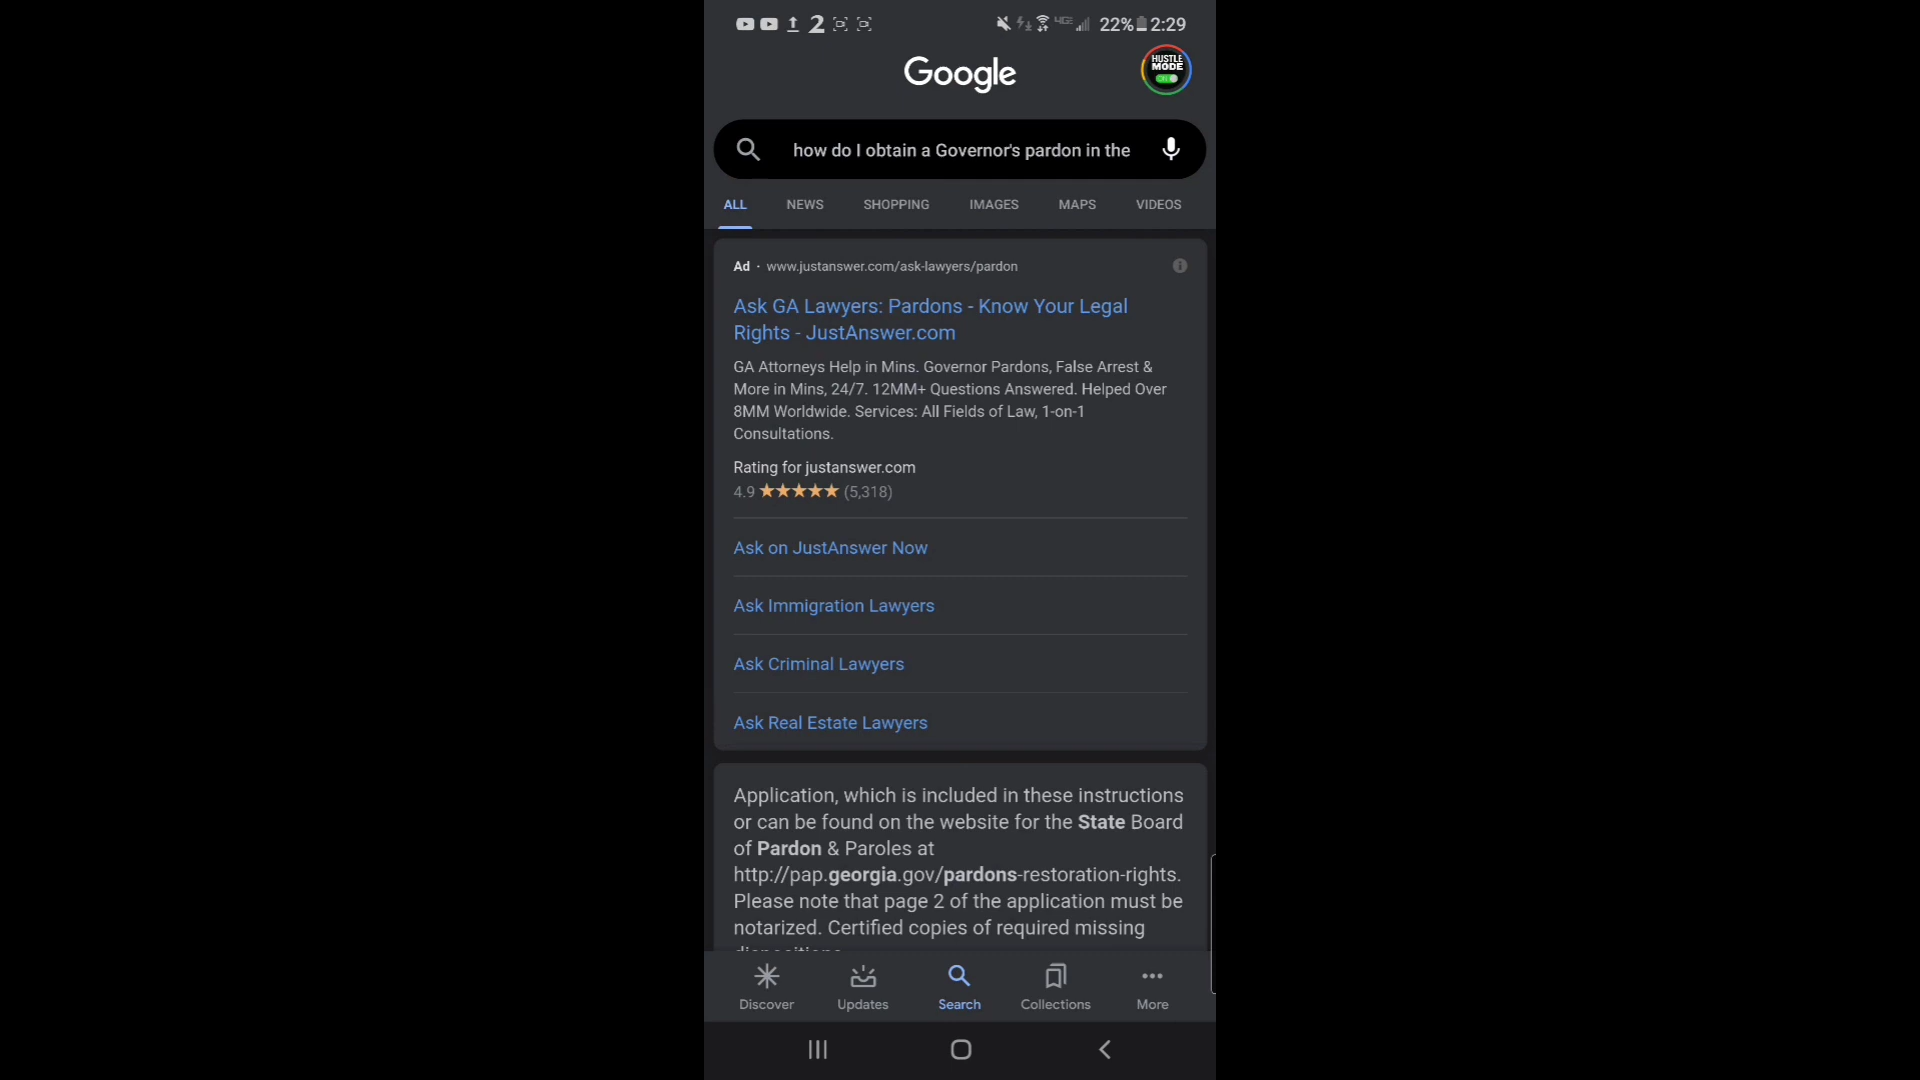 2 22% 2:29
Google
HUSTLE
MODE
ON
how do I obtain a Governor's pardon in the
ALL NEWS SHOPPING IMAGES MAPS VIDEOS
Ad · www.justanswer.com/ask-lawyers/pardon
Ask GA Lawyers: Pardons - Know Your Legal
Rights - JustAnswer.com
GA Attorneys Help in Mins. Governor Pardons, False Arrest &
More in Mins, 24/7. 12MM+ Questions Answered. Helped Over
8MM Worldwide. Services: All Fields of Law, 1-on-1
Consultations.
Rating for justanswer.com
4.9 ★★★★★ (5,318)
Ask on JustAnswer Now
Ask Immigration Lawyers
Ask Criminal Lawyers
Ask Real Estate Lawyers
Application, which is included in these instructions
or can be found on the website for the State Board
of Pardon & Paroles at
http://pap.georgia.gov/pardons-restoration-rights.
Please note that page 2 of the application must be
notarized. Certified copies of required missing
Discover Updates Search Collections More